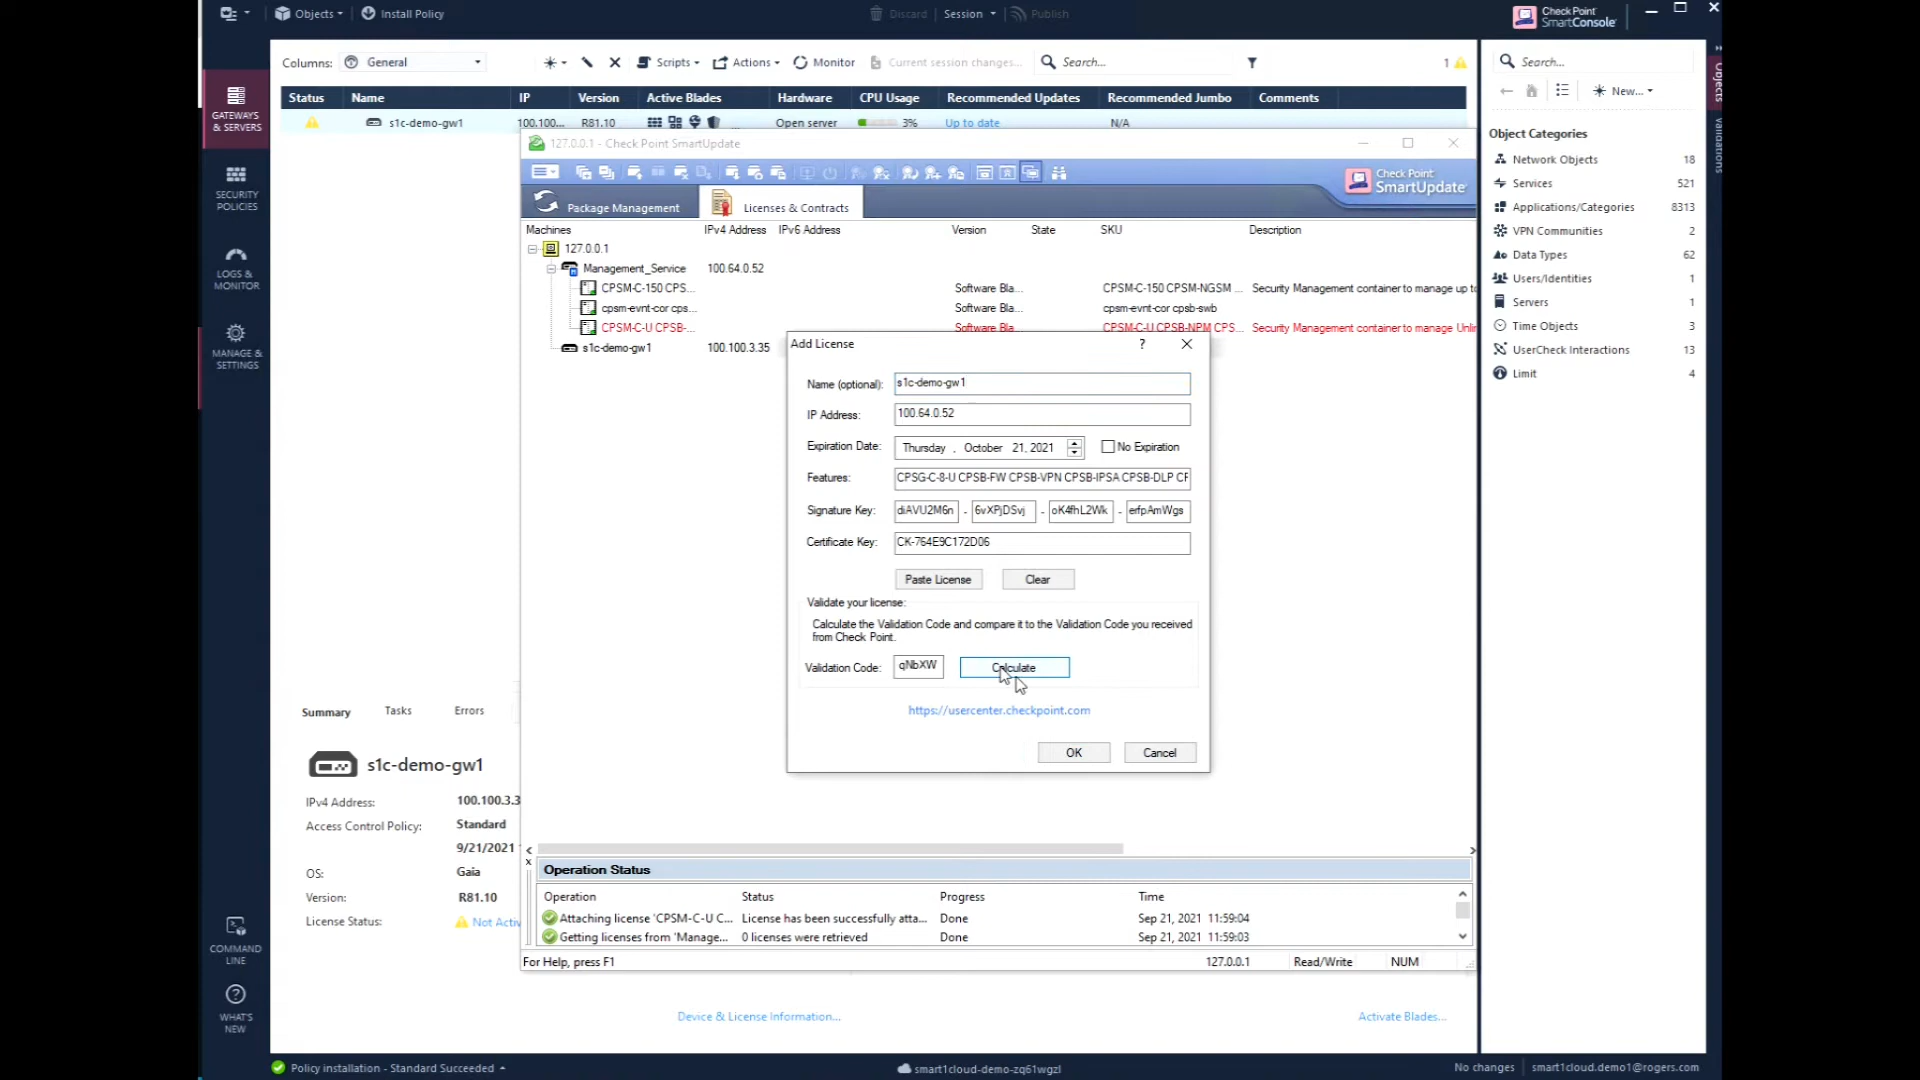 Objects
Install Policy
Discard
Session
Publish
Check Point
SmartConsole
Columns:
General
Scripts
Actions
Monitor
Current session changes...
Search...
1
Status
Name
IP
Version
Active Blades
Hardware
CPU Usage
Recommended Updates
Recommended Jumbo
Comments
s1c-demo-gw1
100.100...
R81.10
...
Open server
3%
Up to date
N/A
GATEWAYS
& SERVERS
SECURITY
POLICIES
LOGS &
MONITOR
MANAGE &
SETTINGS
COMMAND
LINE
WHAT'S
NEW
127.0.0.1 - Check Point SmartUpdate
Check Point
SmartUpdate
Package Management
Licenses & Contracts
Machines
IPv4 Address
IPv6 Address
Version
State
SKU
Description
127.0.0.1
Management_Service
100.64.0.52
CPSM-C-150 CPS...
Software Bla...
CPSM-C-150 CPSM-NGSM ...
Security Management container to manage up to
cpsm-evnt-cor cps...
Software Bla...
cpsm-evnt-cor cpsb-swb
CPSM-C-U CPSB-...
Software Bla...
CPSM-C-U CPSB-NPM CPS...
Security Management container to manage Unli
s1c-demo-gw1
100.100.3.35
Add License
?
Name (optional):
s1c-demo-gw1
IP Address:
100.64.0.52
Expiration Date:
Thursday , October 21, 2021
No Expiration
Features:
CPSG-C-8-U CPSB-FW CPSB-VPN CPSB-IPSA CPSB-DLP CF
Signature Key:
diAVU2M6n - 6vXPjDSvj - oK4fhL2Wk - erfpAmWgs
Certificate Key:
CK-764E9C172D06
Paste License
Clear
Validate your license:
Calculate the Validation Code and compare it to the Validation Code you received
from Check Point.
Validation Code:
qNbXW
Calculate
https://usercenter.checkpoint.com
OK
Cancel
Summary
Tasks
Errors
s1c-demo-gw1
IPv4 Address:
100.100.3.3
Access Control Policy:
Standard
9/21/2021
OS:
Gaia
Version:
R81.10
License Status:
Not Activ
Operation Status
Operation
Status
Progress
Time
Attaching license 'CPSM-C-U C...
License has been successfully atta...
Done
Sep 21, 2021 11:59:04
Getting licenses from 'Manage...
0 licenses were retrieved
Done
Sep 21, 2021 11:59:03
For Help, press F1
127.0.0.1
Read/Write
NUM
Device & License Information...
Activate Blades...
Search...
New...
Object Categories
Network Objects 18
Services 521
Applications/Categories 8313
VPN Communities 2
Data Types 62
Users/Identities 1
Servers 1
Time Objects 3
UserCheck Interactions 13
Limit 4
Objects
Validations
Policy installation - Standard Succeeded
smart1cloud-demo-zq61wgzl
No changes
smart1cloud.demo1@rogers.com